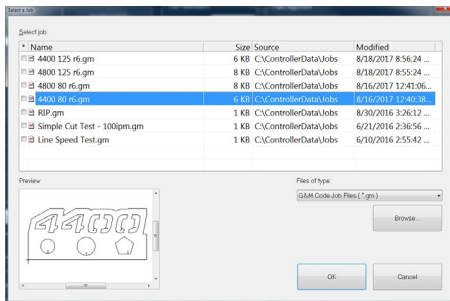 Select a Job
Select job:
* Name Size Source Modified
4400 125 r6.gm 6 KB C:\ControllerData\Jobs 8/18/2017 8:56:24 ...
4800 125 r6.gm 8 KB C:\ControllerData\Jobs 8/18/2017 8:55:24 ...
4800 80 r6.gm 8 KB C:\ControllerData\Jobs 8/16/2017 12:41:06...
4400 80 r6.gm 6 KB C:\ControllerData\Jobs 8/16/2017 12:40:38...
RIP.gm 1 KB C:\ControllerData\Jobs 8/30/2016 3:26:12 ...
Simple Cut Test - 100ipm.gm 1 KB C:\ControllerData\Jobs 6/21/2016 2:36:56 ...
Line Speed Test.gm 1 KB C:\ControllerData\Jobs 6/10/2016 2:55:42 ...
Preview:
Files of type:
G&M Code Job Files ( *.gm )
Browse...
4400
OK
Cancel